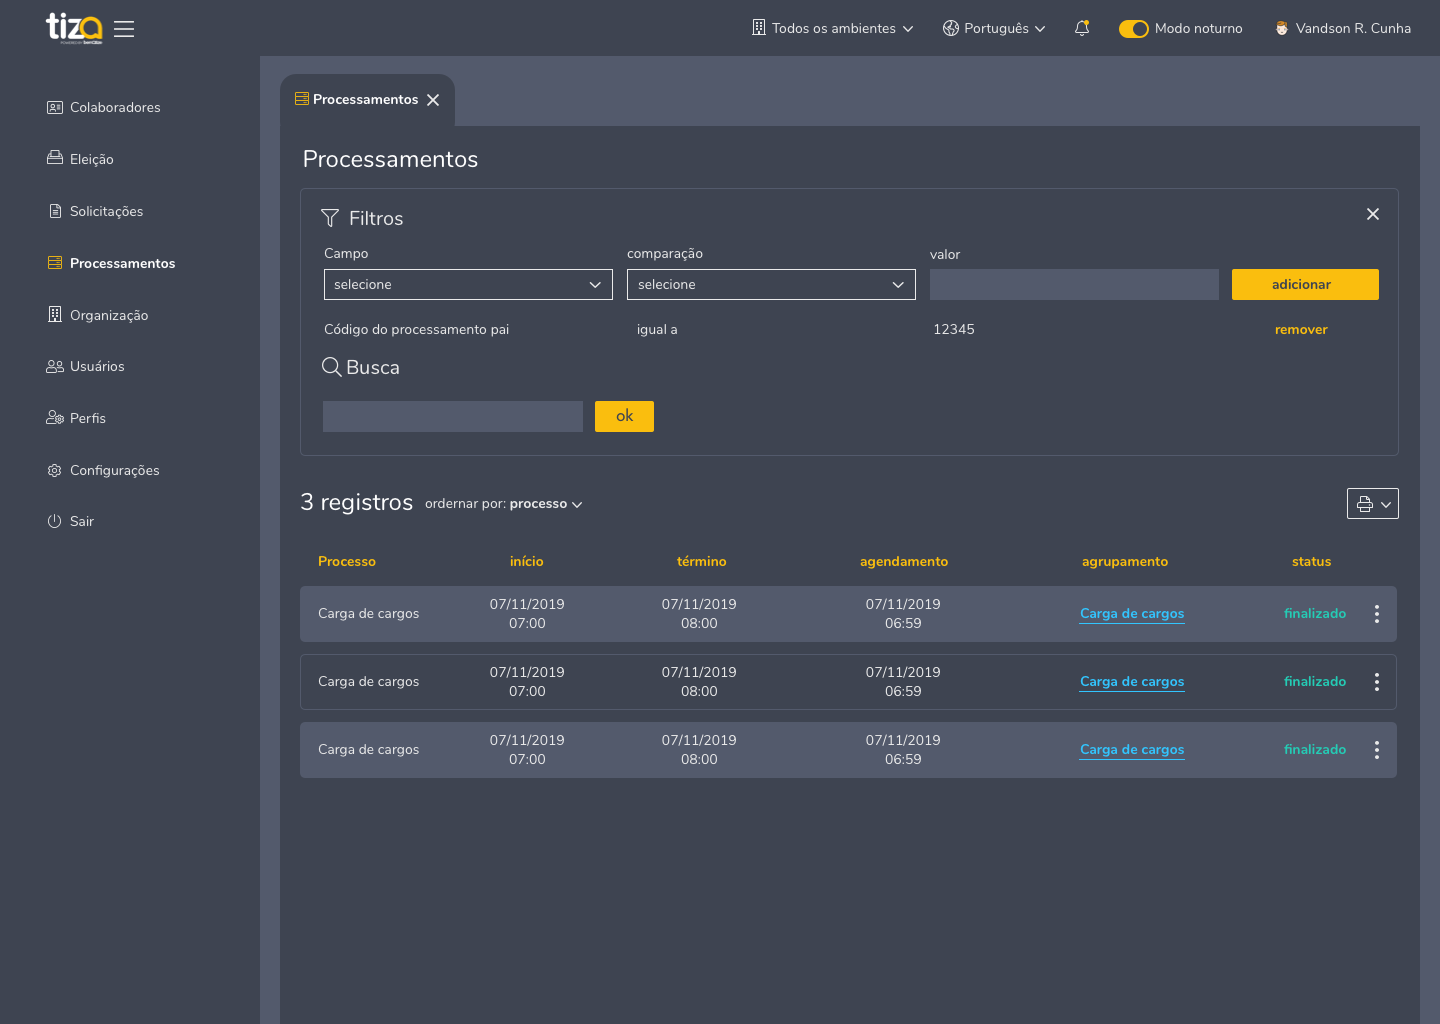 tiza
Todos os ambientes
Português
Modo noturno
Vandson R. Cunha
Colaboradores
Eleição
Solicitações
Processamentos
Organização
Usuários
Perfis
Configurações
Sair
Processamentos
Processamentos
Filtros
Campo
comparação
valor
selecione
selecione
adicionar
Código do processamento pai
igual a
12345
remover
Busca
ok
3 registros
ordernar por: processo
Processo início término agendamento agrupamento status
Carga de cargos
07/11/2019
07:00
07/11/2019
08:00
07/11/2019
06:59
Carga de cargos
finalizado
Carga de cargos
07/11/2019
07:00
07/11/2019
08:00
07/11/2019
06:59
Carga de cargos
finalizado
Carga de cargos
07/11/2019
07:00
07/11/2019
08:00
07/11/2019
06:59
Carga de cargos
finalizado